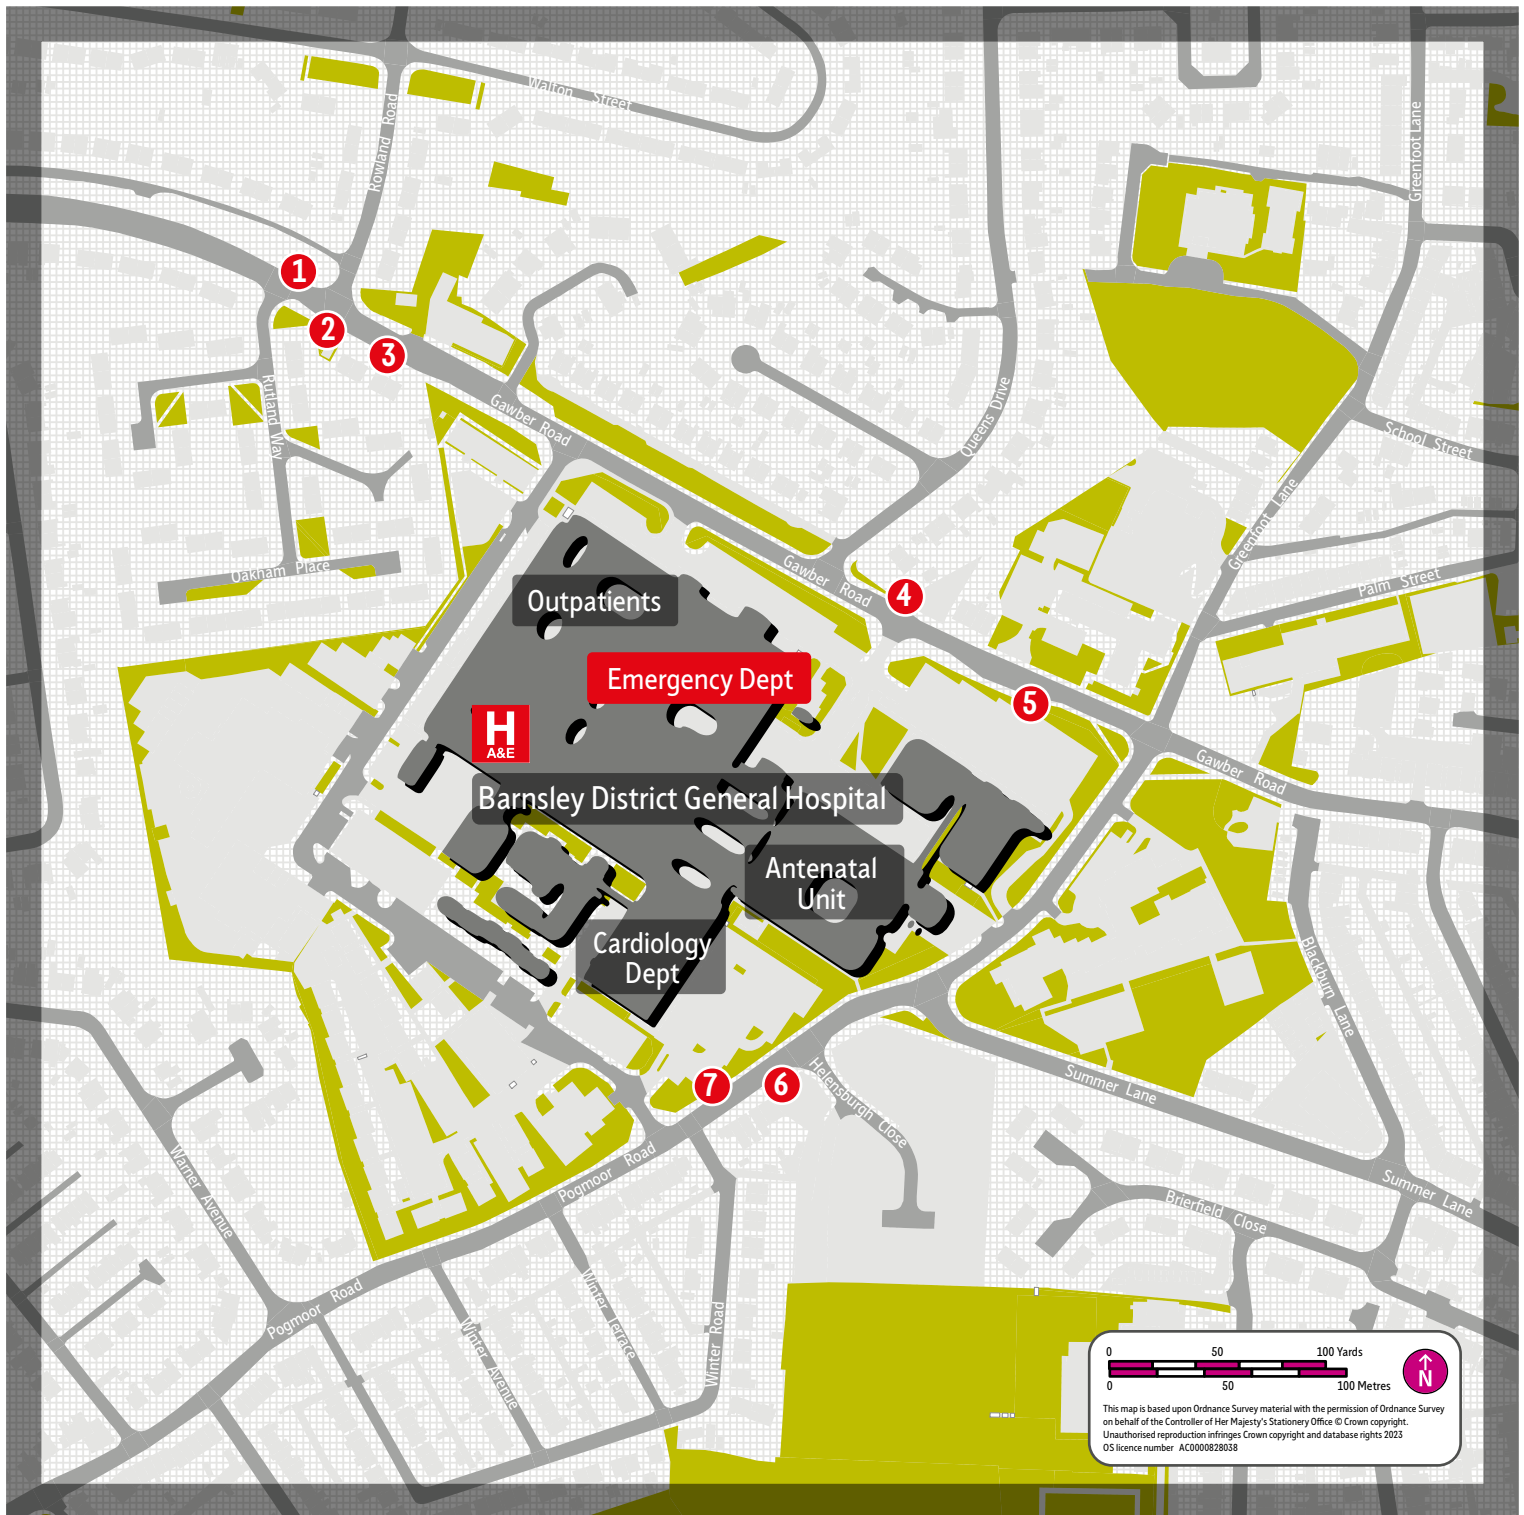 Walton Street
Rowland Road
Greenfoot Lane
1
2
3
Gawber Road
Rutland Way
Queens Drive
School Street
Greenfoot Lane
Oakham Place
Gawber Road
Palm Street
4
Outpatients
Emergency Dept
5
H
A&E
Gawber Road
Barnsley District General Hospital
Antenatal
Unit
Cardiology
Dept
Blackburn Lane
7
6
Helensburgh Close
Summer Lane
Warner Avenue
Pogmoor Road
Summer Lane
Brierfield Close
Pogmoor Road
Winter Avenue
Winter Terrace
Winter Road
0 50 100 Yards
0 50 100 Metres
N
This map is based upon Ordnance Survey material with the permission of Ordnance Survey
on behalf of the Controller of Her Majesty's Stationery Office © Crown copyright.
Unauthorised reproduction infringes Crown copyright and database rights 2023
OS licence number AC0000828038